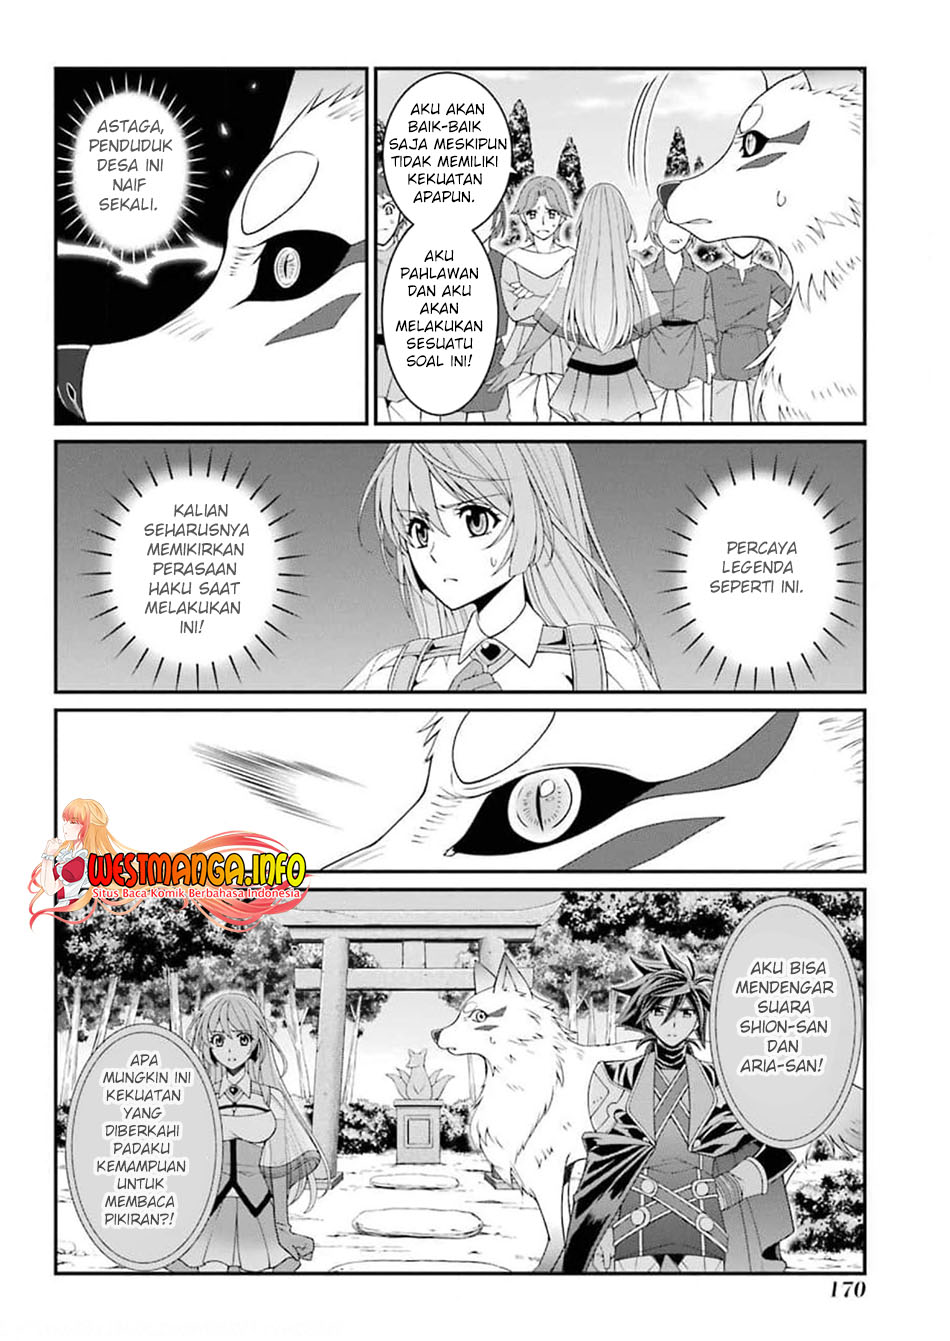 AKU AKAN
BAIK-BAIK
SAJA MESKIPUN
TIDAK MEMILIKI
KEKUATAN
APAPUN.
AKU
PAHLAWAN
DAN AKU
AKAN
MELAKUKAN
SESUATU
SOAL INI!
ASTAGA,
PENDUDUK
DESA INI
NAIF
SEKALI.
PERCAYA
LEGENDA
SEPERTI INI.
KALIAN
SEHARUSNYA
MEMIKIRKAN
PERASAAN
HAKU SAAT
MELAKUKAN
INI!
WESTMANGA.INFO
Situs Baca Komik Berbahasa Indonesia
AKU BISA
MENDENGAR
SUARA
SHION-SAN
DAN
ARIA-SAN!
APA
MUNGKIN INI
KEKUATAN
YANG
DIBERKAHI
PADAKU
KEMAMPUAN
UNTUK
MEMBACA
PIKIRAN?!
170